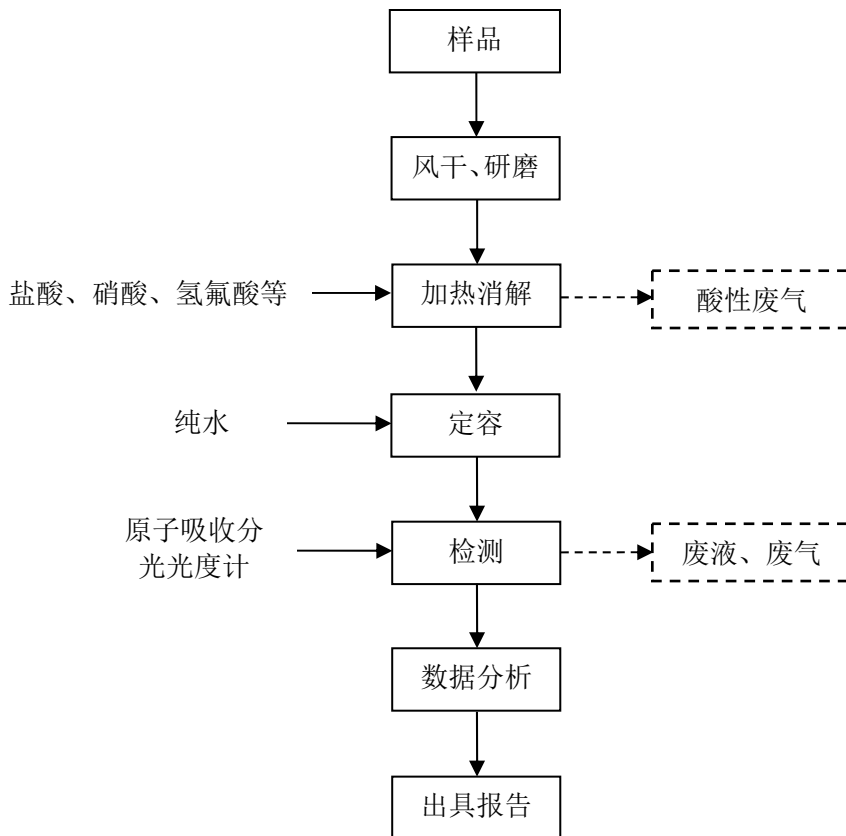 样品
风干、研磨
盐酸、硝酸、氢氟酸等
加热消解
酸性废气
纯水
定容
原子吸收分
光光度计
检测
废液、废气
数据分析
出具报告